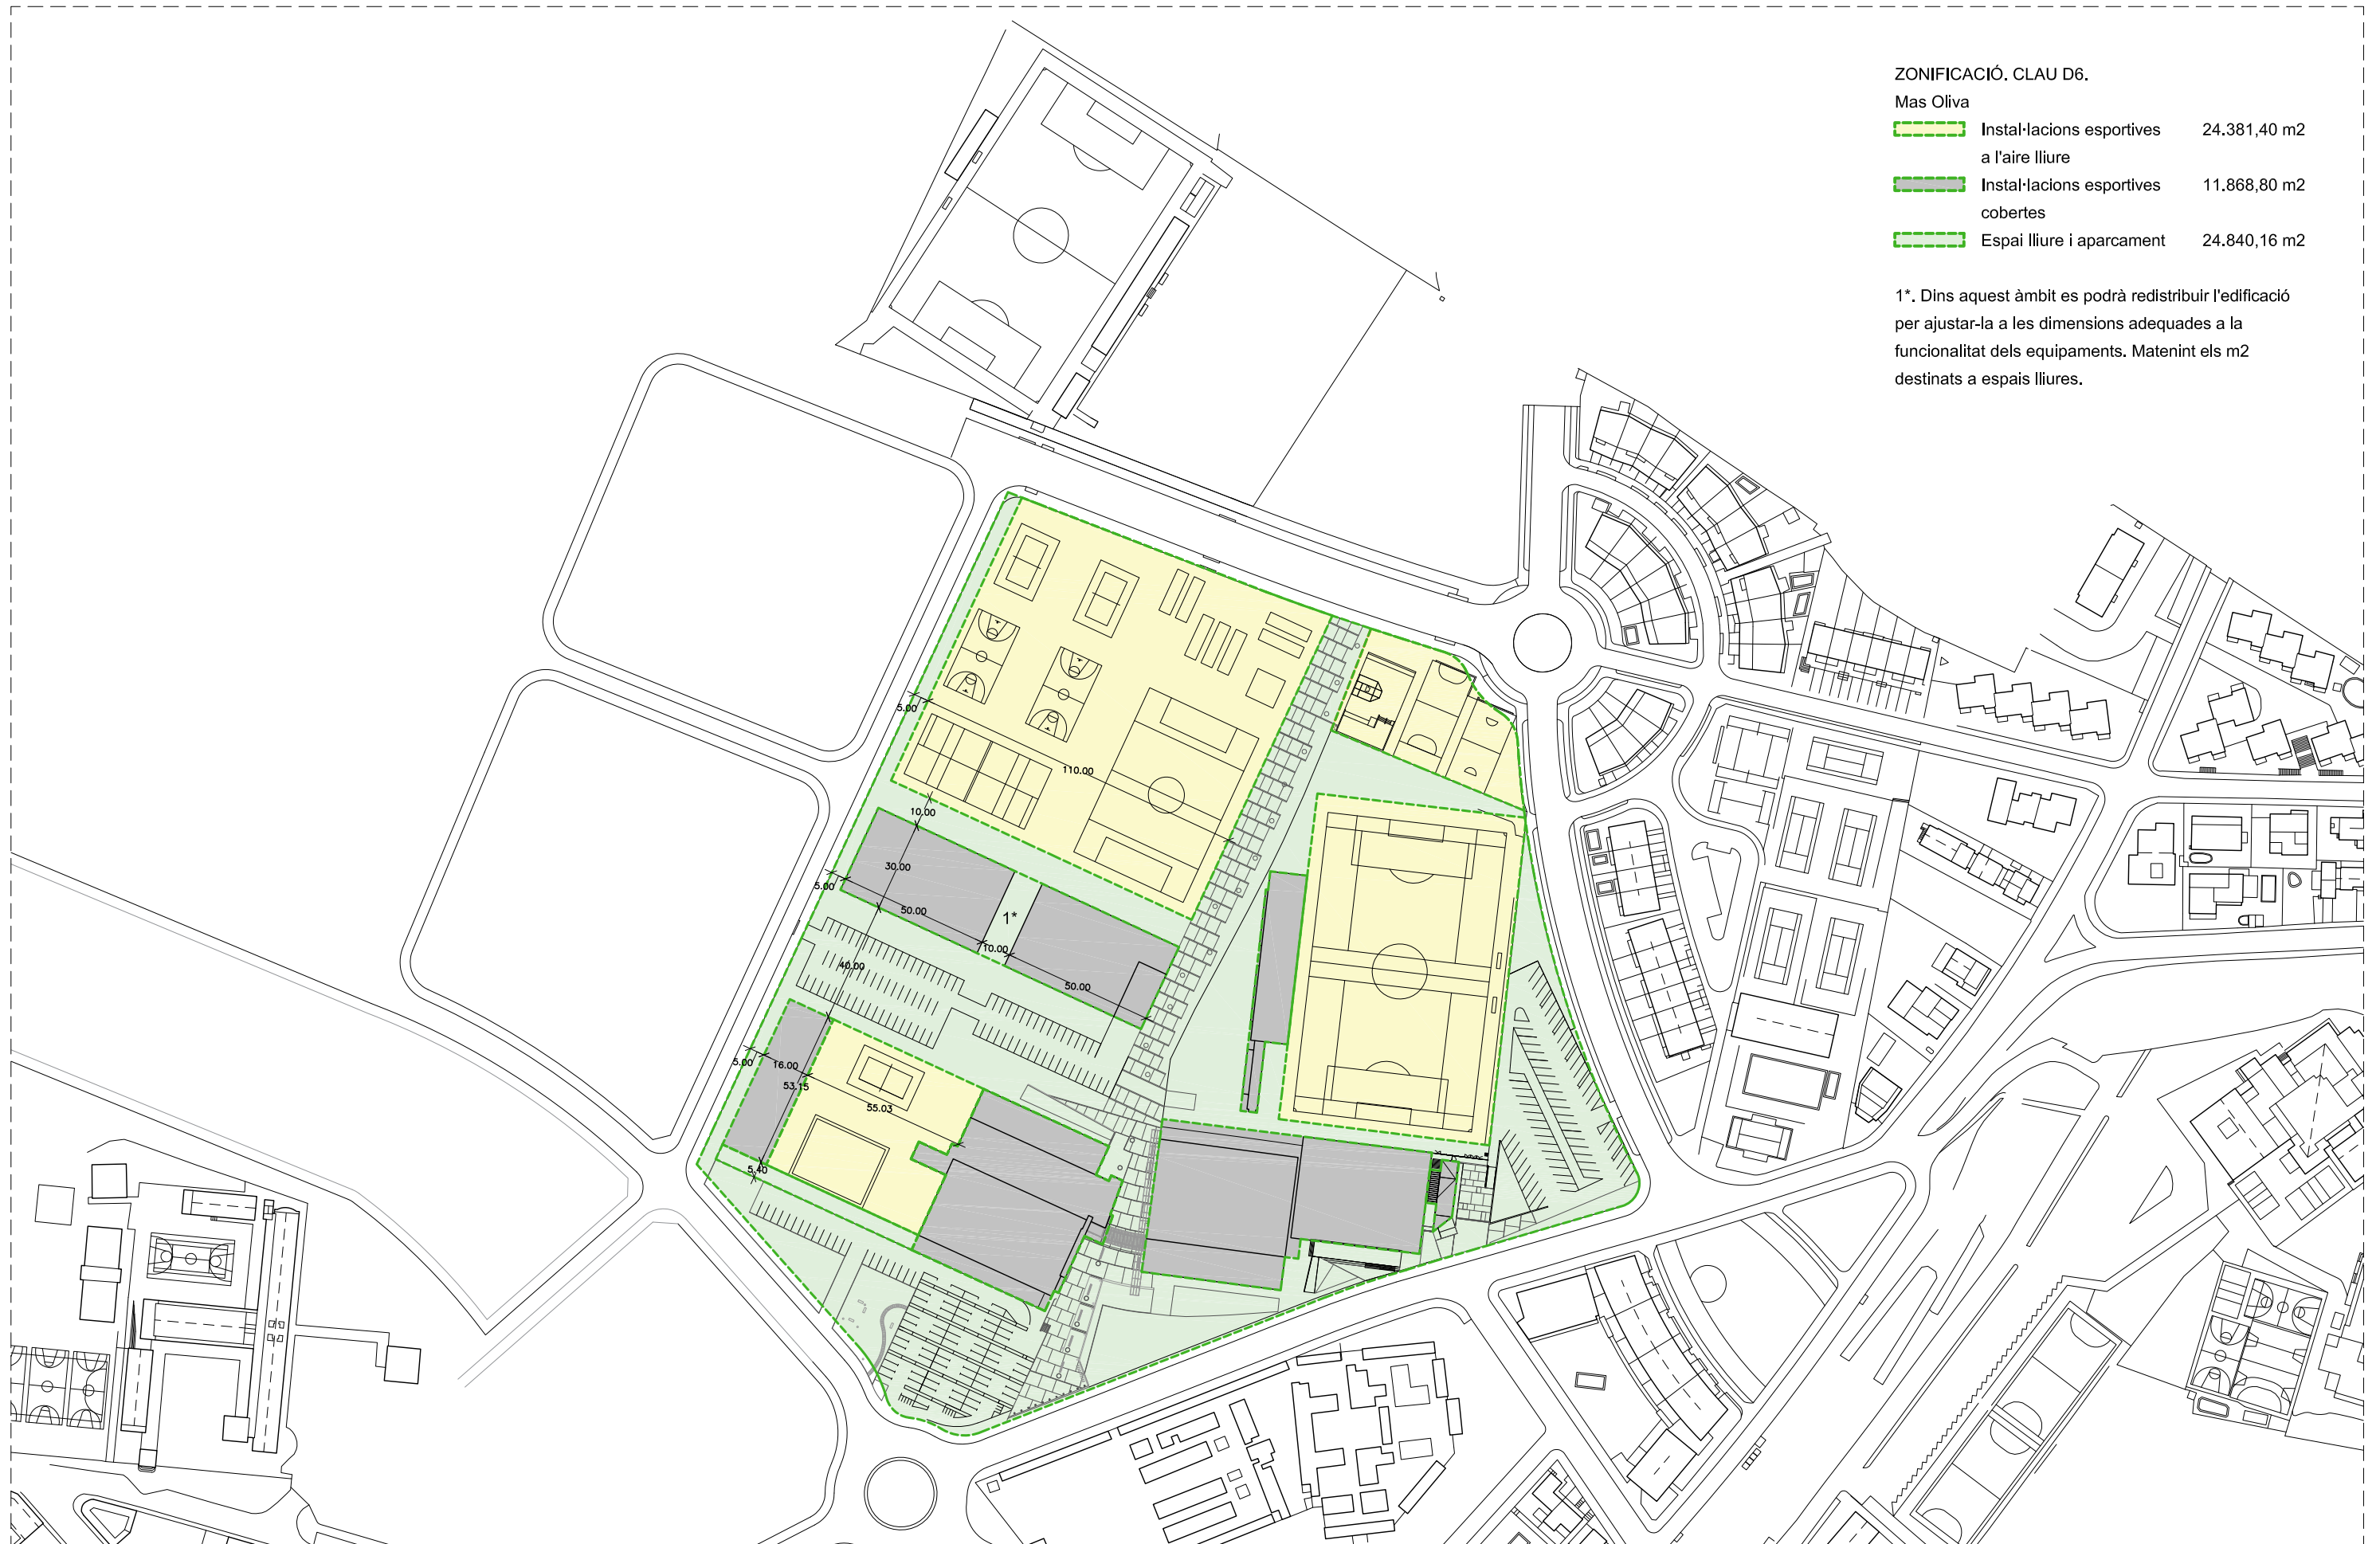 ZONIFICACIÓ. CLAU D6.
Mas Oliva
Instal·lacions esportives 24.381,40 m2
a l'aire lliure
Instal·lacions esportives 11.868,80 m2
cobertes
Espai lliure i aparcament 24.840,16 m2
1*. Dins aquest àmbit es podrà redistribuir l'edificació
per ajustar-la a les dimensions adequades a la
funcionalitat dels equipaments. Matenint els m2
destinats a espais lliures.
5.00
110.00
10.00
30.00
5.00
50.00
1*
10.00
40.00
50.00
5.00
16.00
53.15
55.03
5.40